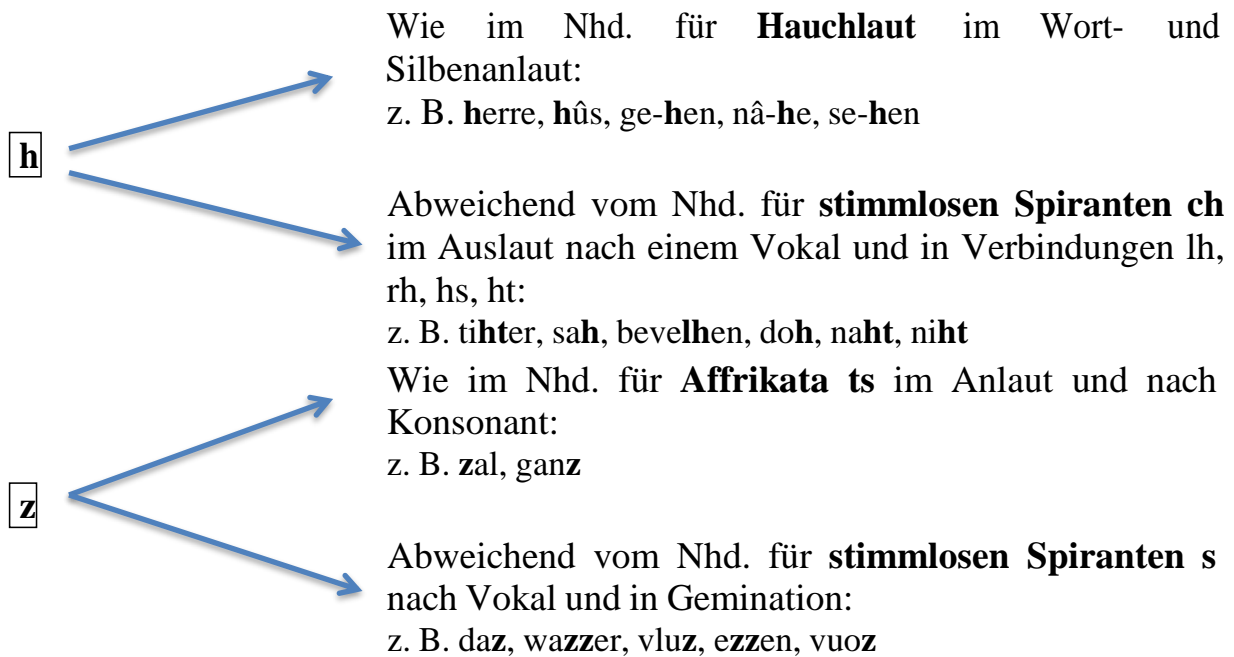 Wie im Nhd. für Hauchlaut im Wort- und
Silbenanlaut:
z. B. herre, hûs, ge-hen, nâ-he, se-hen
h
Abweichend vom Nhd. für stimmlosen Spiranten ch
im Auslaut nach einem Vokal und in Verbindungen lh,
rh, hs, ht:
z. B. tihter, sah, bevelhen, doh, naht, niht
Wie im Nhd. für Affrikata ts im Anlaut und nach
Konsonant:
z. B. zal, ganz
z
Abweichend vom Nhd. für stimmlosen Spiranten s
nach Vokal und in Gemination:
z. B. daz, wazzer, vluz, ezzen, vuoz